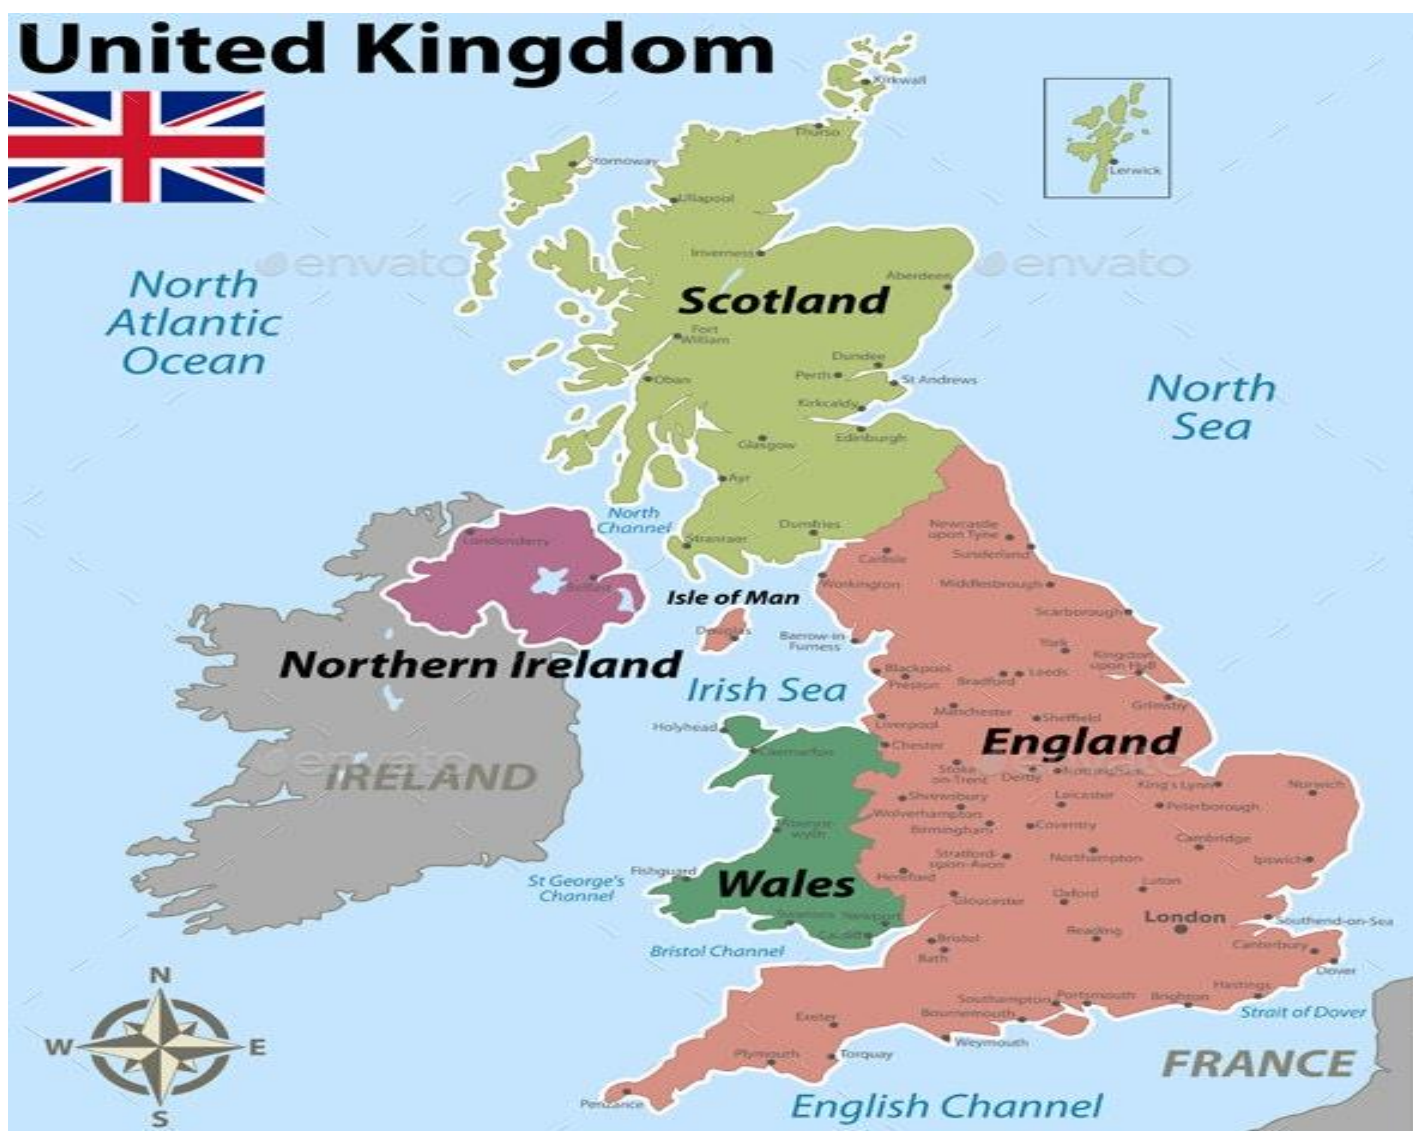 United Kingdom
Kirkwall
Thurso
Stornoway
Lerwick
Ullapool
Inverness
envato
envato
Aberdeen
North
Atlantic
Ocean
Scotland
Fort
William
Dundee
Perth
St Andrews
Oban
North
Sea
Kirkcaldy
Edinburgh
Glasgow
Ayr
North
Channel
Dumfries
Stranraer
Londonderry
Newcastle
upon Tyne
Sunderland
Carlisle
Belfast
Workington
Middlesbrough
Isle of Man
Scarborough
Douglas
Barrow-in
Furness
York
Kingston
upon Hull
Northern Ireland
Irish Sea
Blackpool
Preston
Bradford
Leeds
Grimsby
Manchester
Sheffield
Liverpool
Holyhead
England
Chester
Caernarfon
envato
IRELAND
Stoke
on-Trent
Derby
King's Lynn
Norwich
Shrewsbury
Leicester
Peterborough
Wolverhampton
Birmingham
Coventry
Cambridge
Stratford-
upon-Avon
Northampton
Ipswich
Fishguard
Hereford
Wales
St George's
Channel
Luton
Oxford
Gloucester
Swansea
Newport
London
Southend-on-Sea
Cardiff
Bristol
Reading
Canterbury
Bristol Channel
Bath
Dover
Hastings
Southampton
Portsmouth
Brighton
Strait of Dover
Bournemouth
Exeter
Weymouth
Plymouth
Torquay
FRANCE
Penzance
English Channel
N
W
E
S